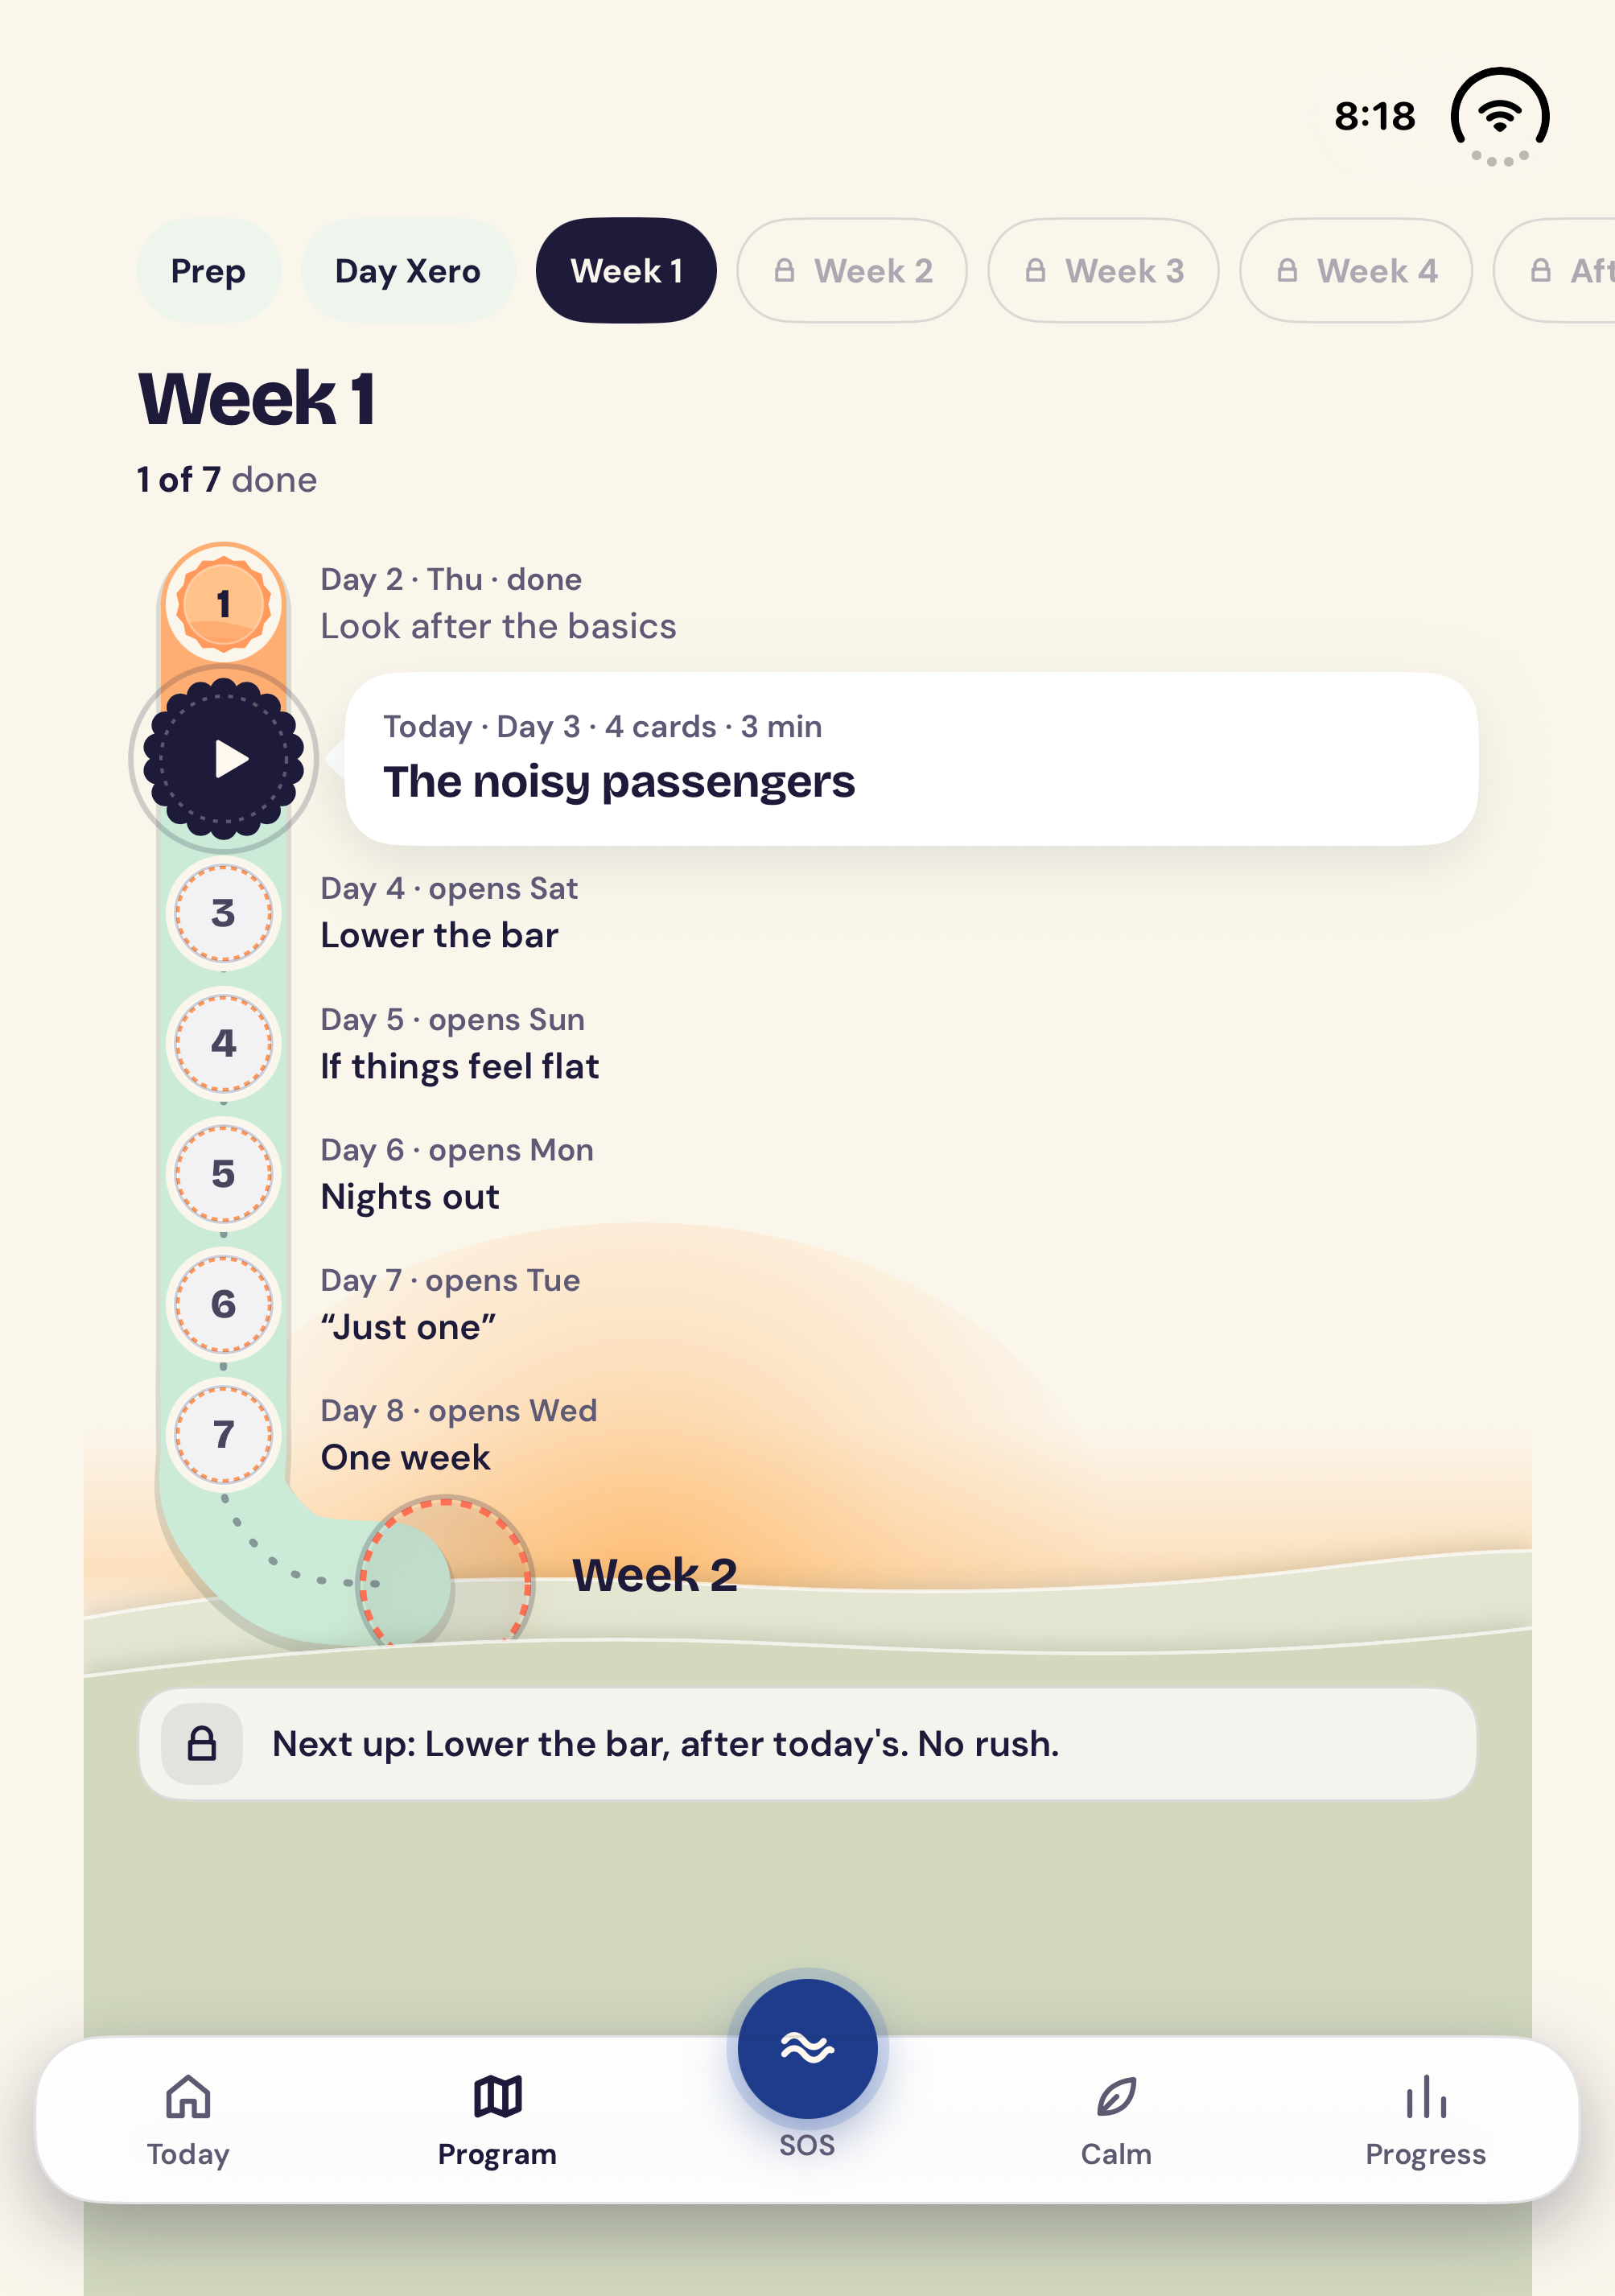 8:18
Prep
Day Xero
Week 1
Week 2
Week 3
Week 4
Week 1
1 of 7 done
1
Day 2 · Thu · done
Look after the basics
Today · Day 3 · 4 cards · 3 min
The noisy passengers
3
Day 4 · opens Sat
Lower the bar
4
Day 5 · opens Sun
If things feel flat
5
Day 6 · opens Mon
Nights out
6
Day 7 · opens Tue
“Just one”
7
Day 8 · opens Wed
One week
Week 2
Next up: Lower the bar, after today's. No rush.
Today
Program
SOS
Calm
Progress